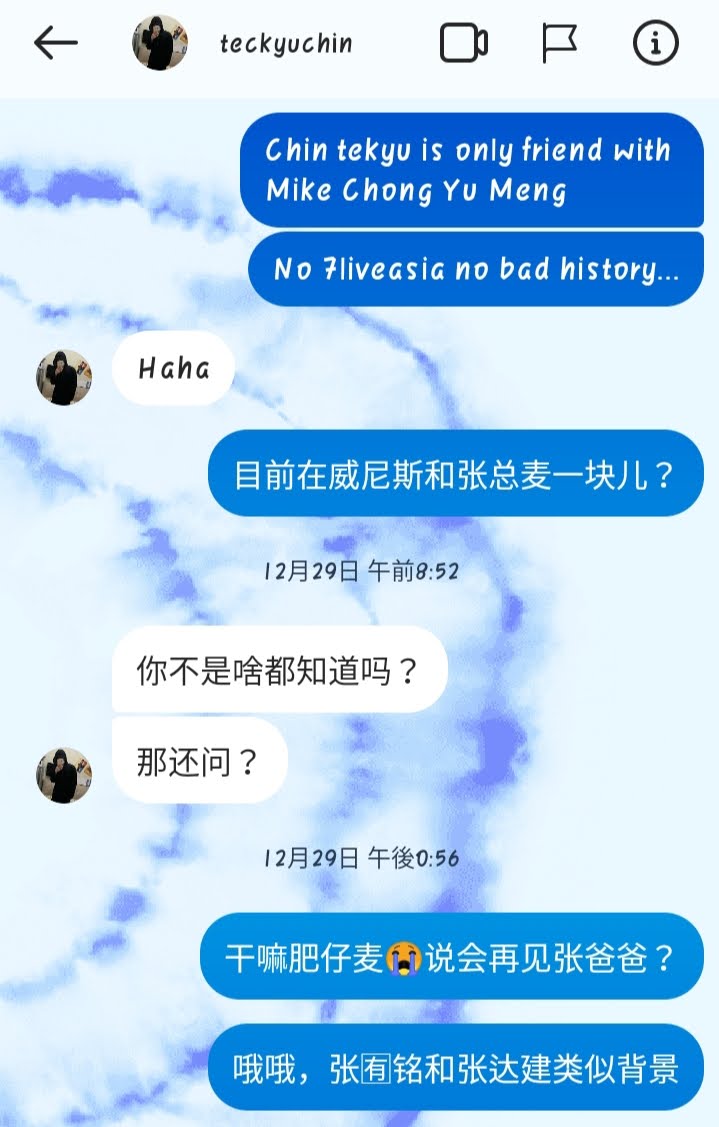 teckyuchin
Chin tekyu is only friend with
Mike Chong Yu Meng
No 7liveasia no bad history...
Haha
目前在威尼斯和张总麦一块儿？
12月29日 午前8:52
你不是啥都知道吗？
那还问？
12月29日 午後0:56
干嘛肥仔麦😭说会再见张爸爸？
哦哦，张🈶铭和张达建类似背景